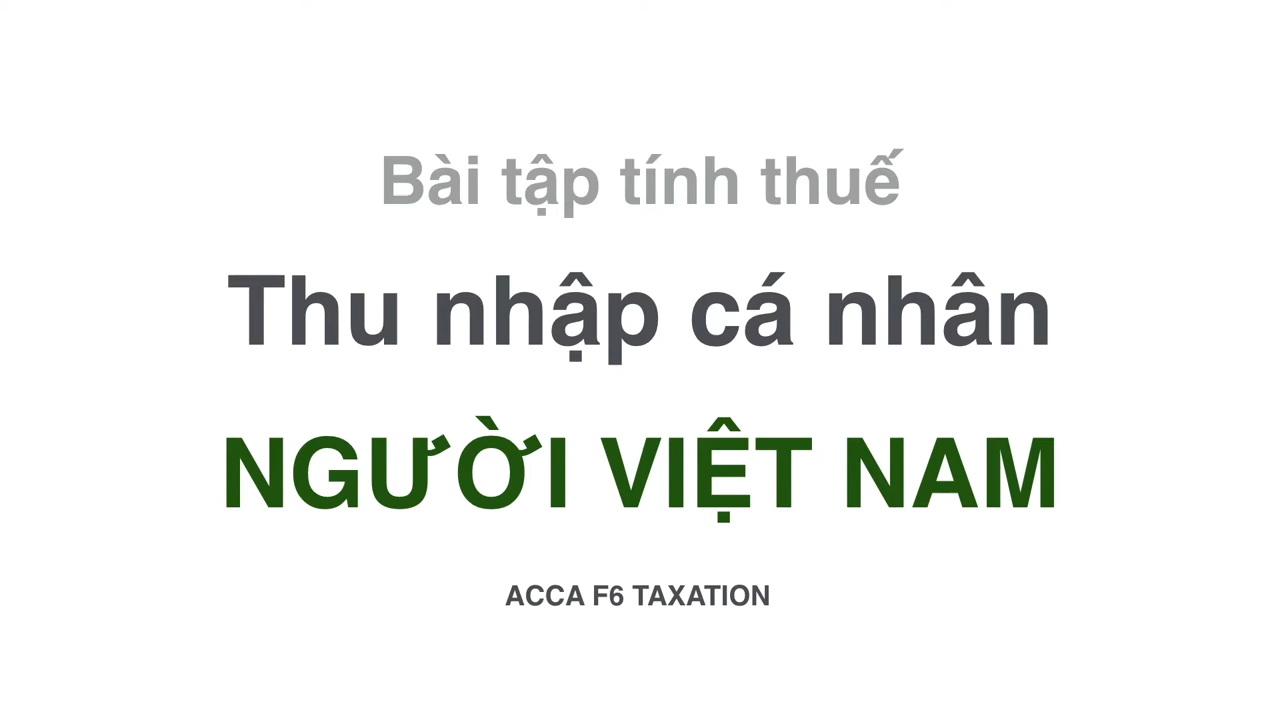 Bài tập tính thuế
Thu nhập cá nhân
NGƯỜI VIỆT NAM
ACCA F6 TAXATION